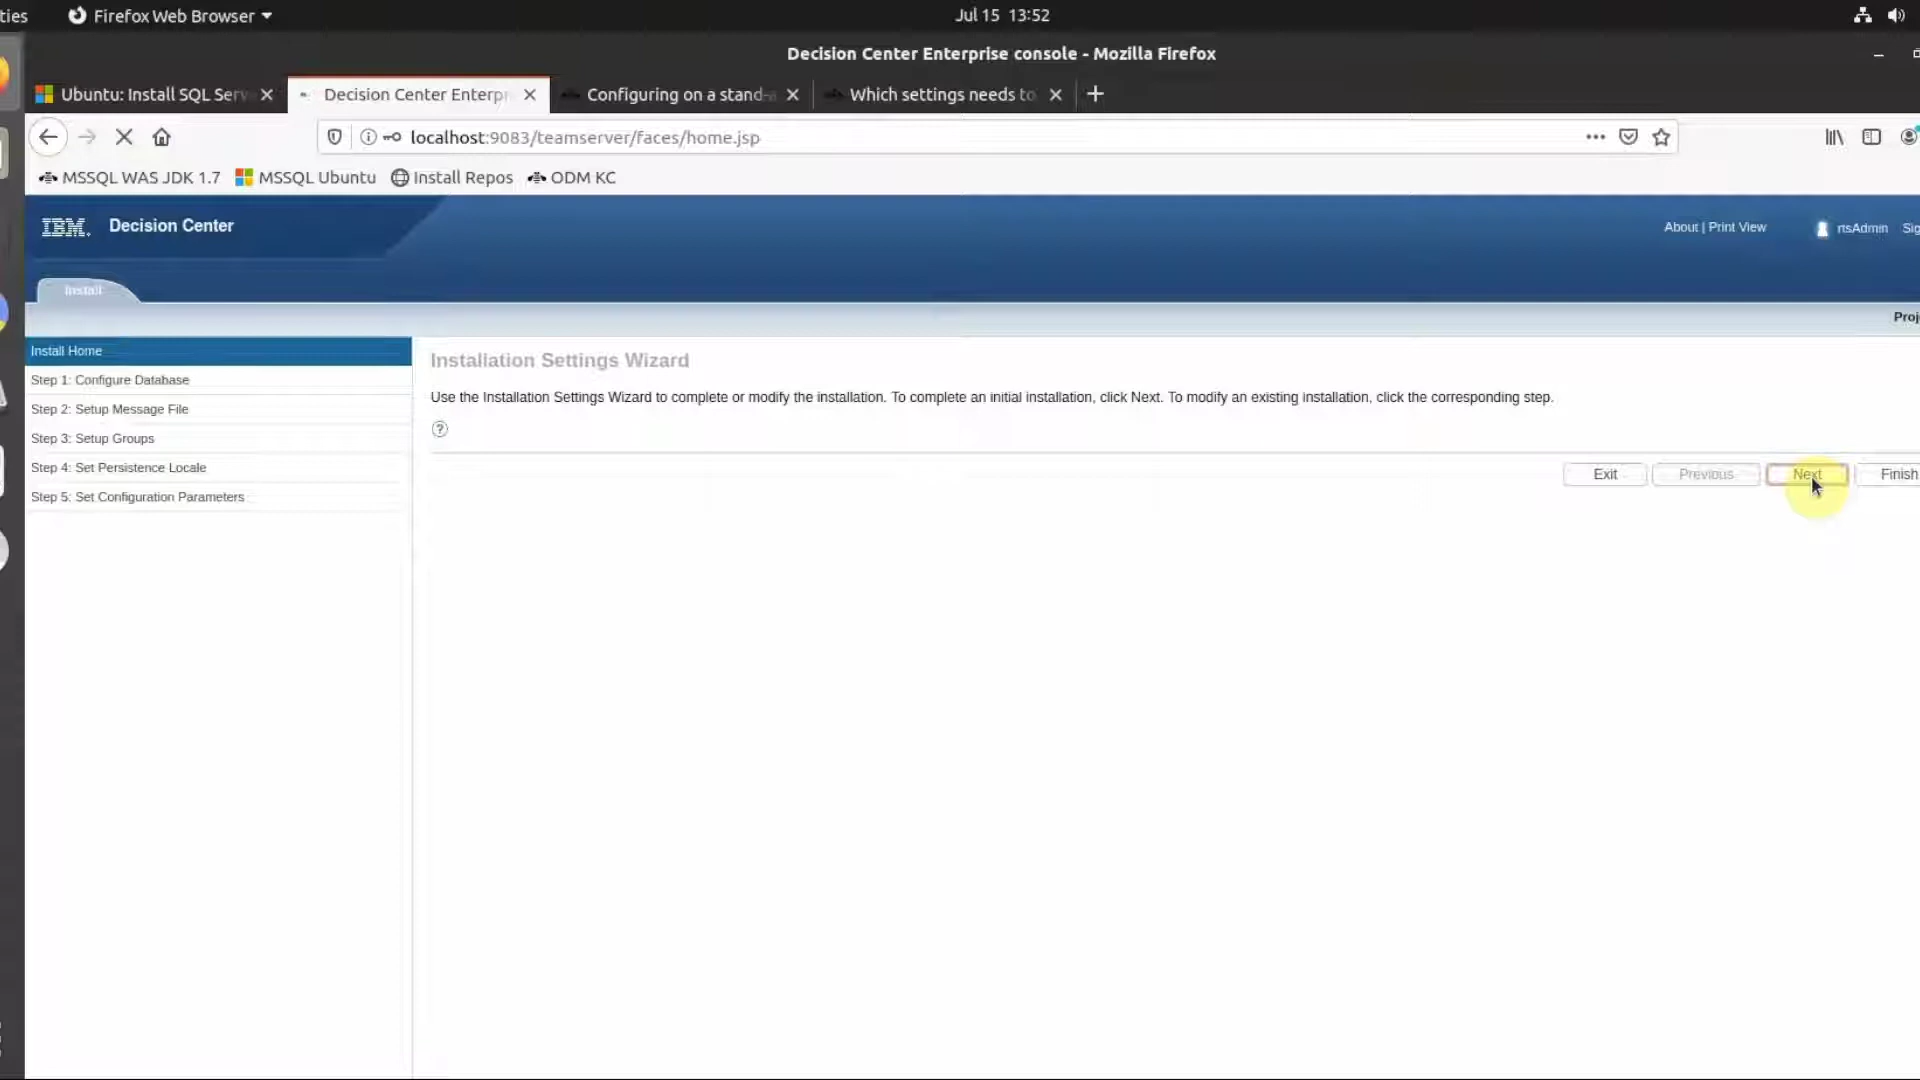 ties
Firefox Web Browser
Jul 15 13:52
Decision Center Enterprise console - Mozilla Firefox
Ubuntu: Install SQL Serv
Decision Center Enterpr
Configuring on a stand-a
Which settings needs to
localhost:9083/teamserver/faces/home.jsp
MSSQL WAS JDK 1.7
MSSQL Ubuntu
Install Repos
ODM KC
IBM. Decision Center
About | Print View
rtsAdmin
Sig
Install
Proj
Install Home
Step 1: Configure Database
Step 2: Setup Message File
Step 3: Setup Groups
Step 4: Set Persistence Locale
Step 5: Set Configuration Parameters
Installation Settings Wizard
Use the Installation Settings Wizard to complete or modify the installation. To complete an initial installation, click Next. To modify an existing installation, click the corresponding step.
?
Exit
Previous
Next
Finish